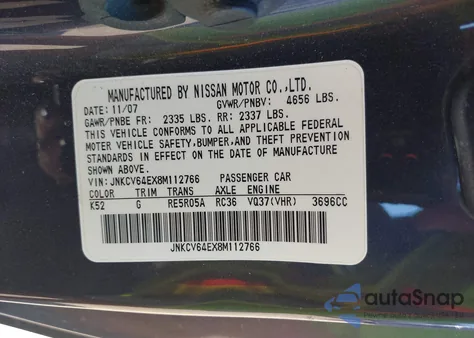 MANUFACTURED BY NISSAN MOTOR CO.,LTD.
DATE: 11/07 GVWR/PNBV: 4656 LBS.
GAWR/PNBE FR: 2335 LBS. RR: 2337 LBS.
THIS VEHICLE CONFORMS TO ALL APPLICABLE FEDERAL
MOTOR VEHICLE SAFETY,BUMPER,AND THEFT PREVENTION
STANDARDS IN EFFECT ON THE DATE OF MANUFACTURE
SHOWN ABOVE.
VIN: JNKCV64EX8M112766 PASSENGER CAR
COLOR TRIM TRANS AXLE ENGINE
K52 G RE5R05A RC36 VQ37(VHR) 3696CC
JNKCV64EX8M112766
autoSnap